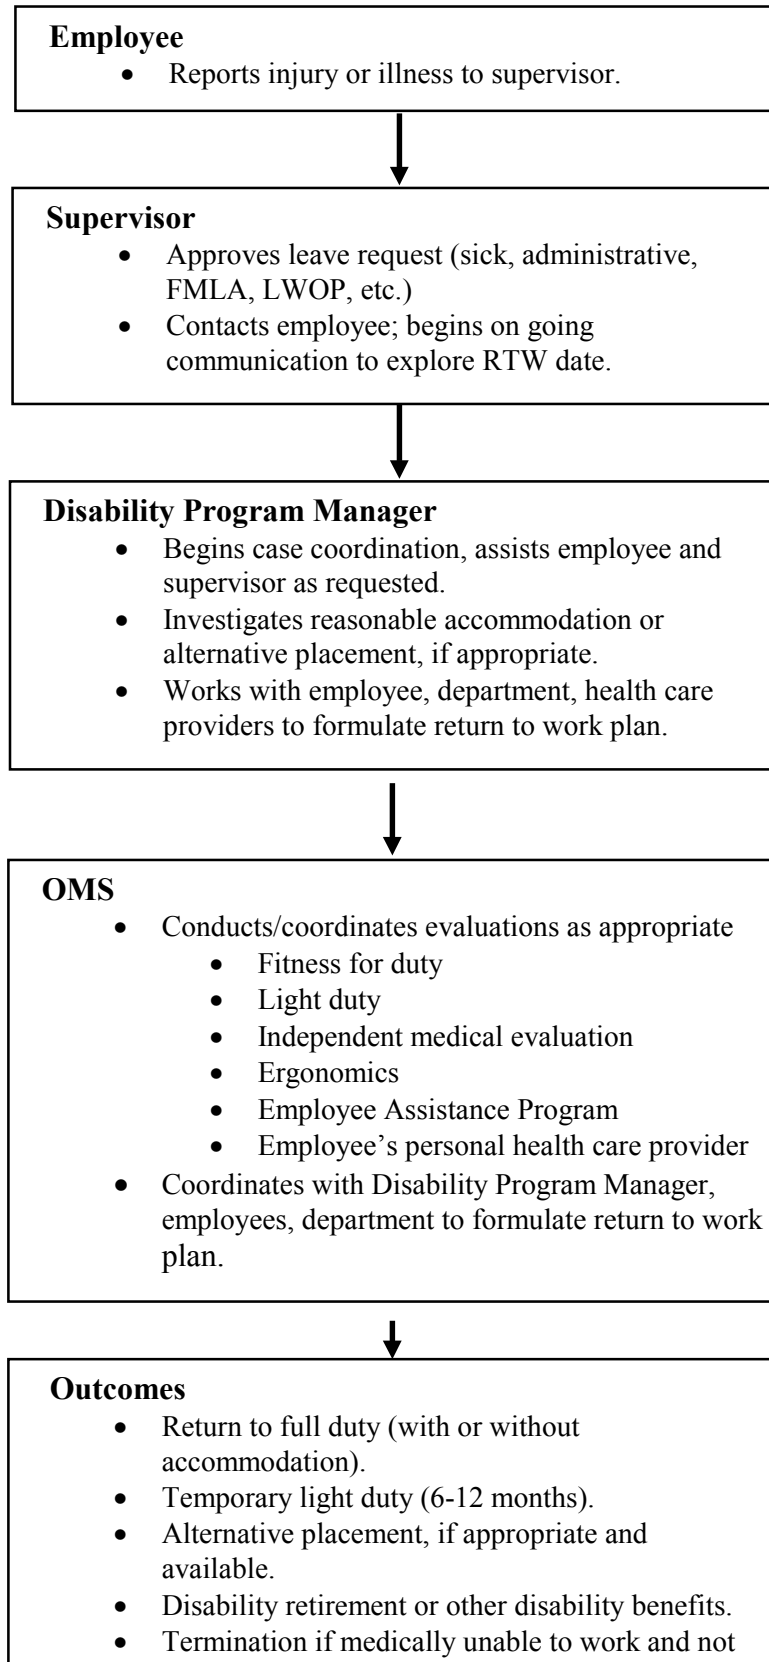 Employee
• Reports injury or illness to supervisor.
Supervisor
• Approves leave request (sick, administrative,
FMLA, LWOP, etc.)
• Contacts employee; begins on going
communication to explore RTW date.
Disability Program Manager
• Begins case coordination, assists employee and
supervisor as requested.
• Investigates reasonable accommodation or
alternative placement, if appropriate.
• Works with employee, department, health care
providers to formulate return to work plan.
OMS
• Conducts/coordinates evaluations as appropriate
• Fitness for duty
• Light duty
• Independent medical evaluation
• Ergonomics
• Employee Assistance Program
• Employee’s personal health care provider
• Coordinates with Disability Program Manager,
employees, department to formulate return to work
plan.
Outcomes
• Return to full duty (with or without
accommodation).
• Temporary light duty (6-12 months).
• Alternative placement, if appropriate and
available.
• Disability retirement or other disability benefits.
• Termination if medically unable to work and not